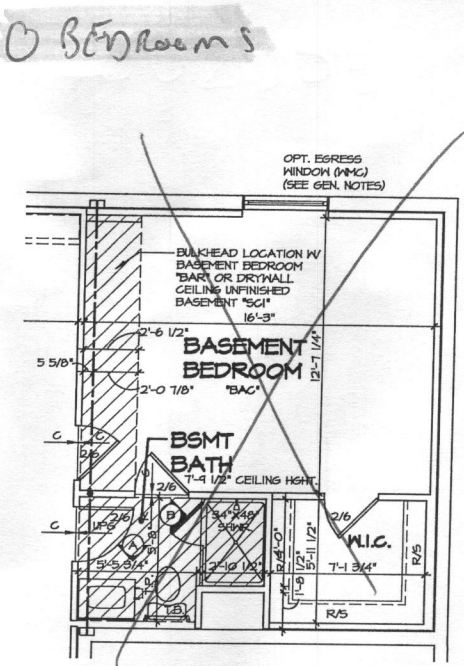 O BEDRooms
OPT. EGRESS
WINDOW (WMC)
(SEE GEN. NOTES)
BULKHEAD LOCATION W/
BASEMENT BEDROOM
"BAR" OR DRYWALL
CEILING UNFINISHED
BASEMENT "SCI"
16'-3"
2'-6 1/2"
12'-7 1/4"
BASEMENT
BEDROOM
"BAC"
5 5/8"
2'-0 7/8"
BSMT
BATH
C
C
2/6
7'-9 1/2" CEILING HGHT.
2/6
2/6
2/6
C
B
A
54"X48"
SHWR
W.I.C.
5'-5 3/4"
2'-10 1/2"
5'-11 1/2"
1'-8 1/2"
7'-1 3/4"
R/S
R/S